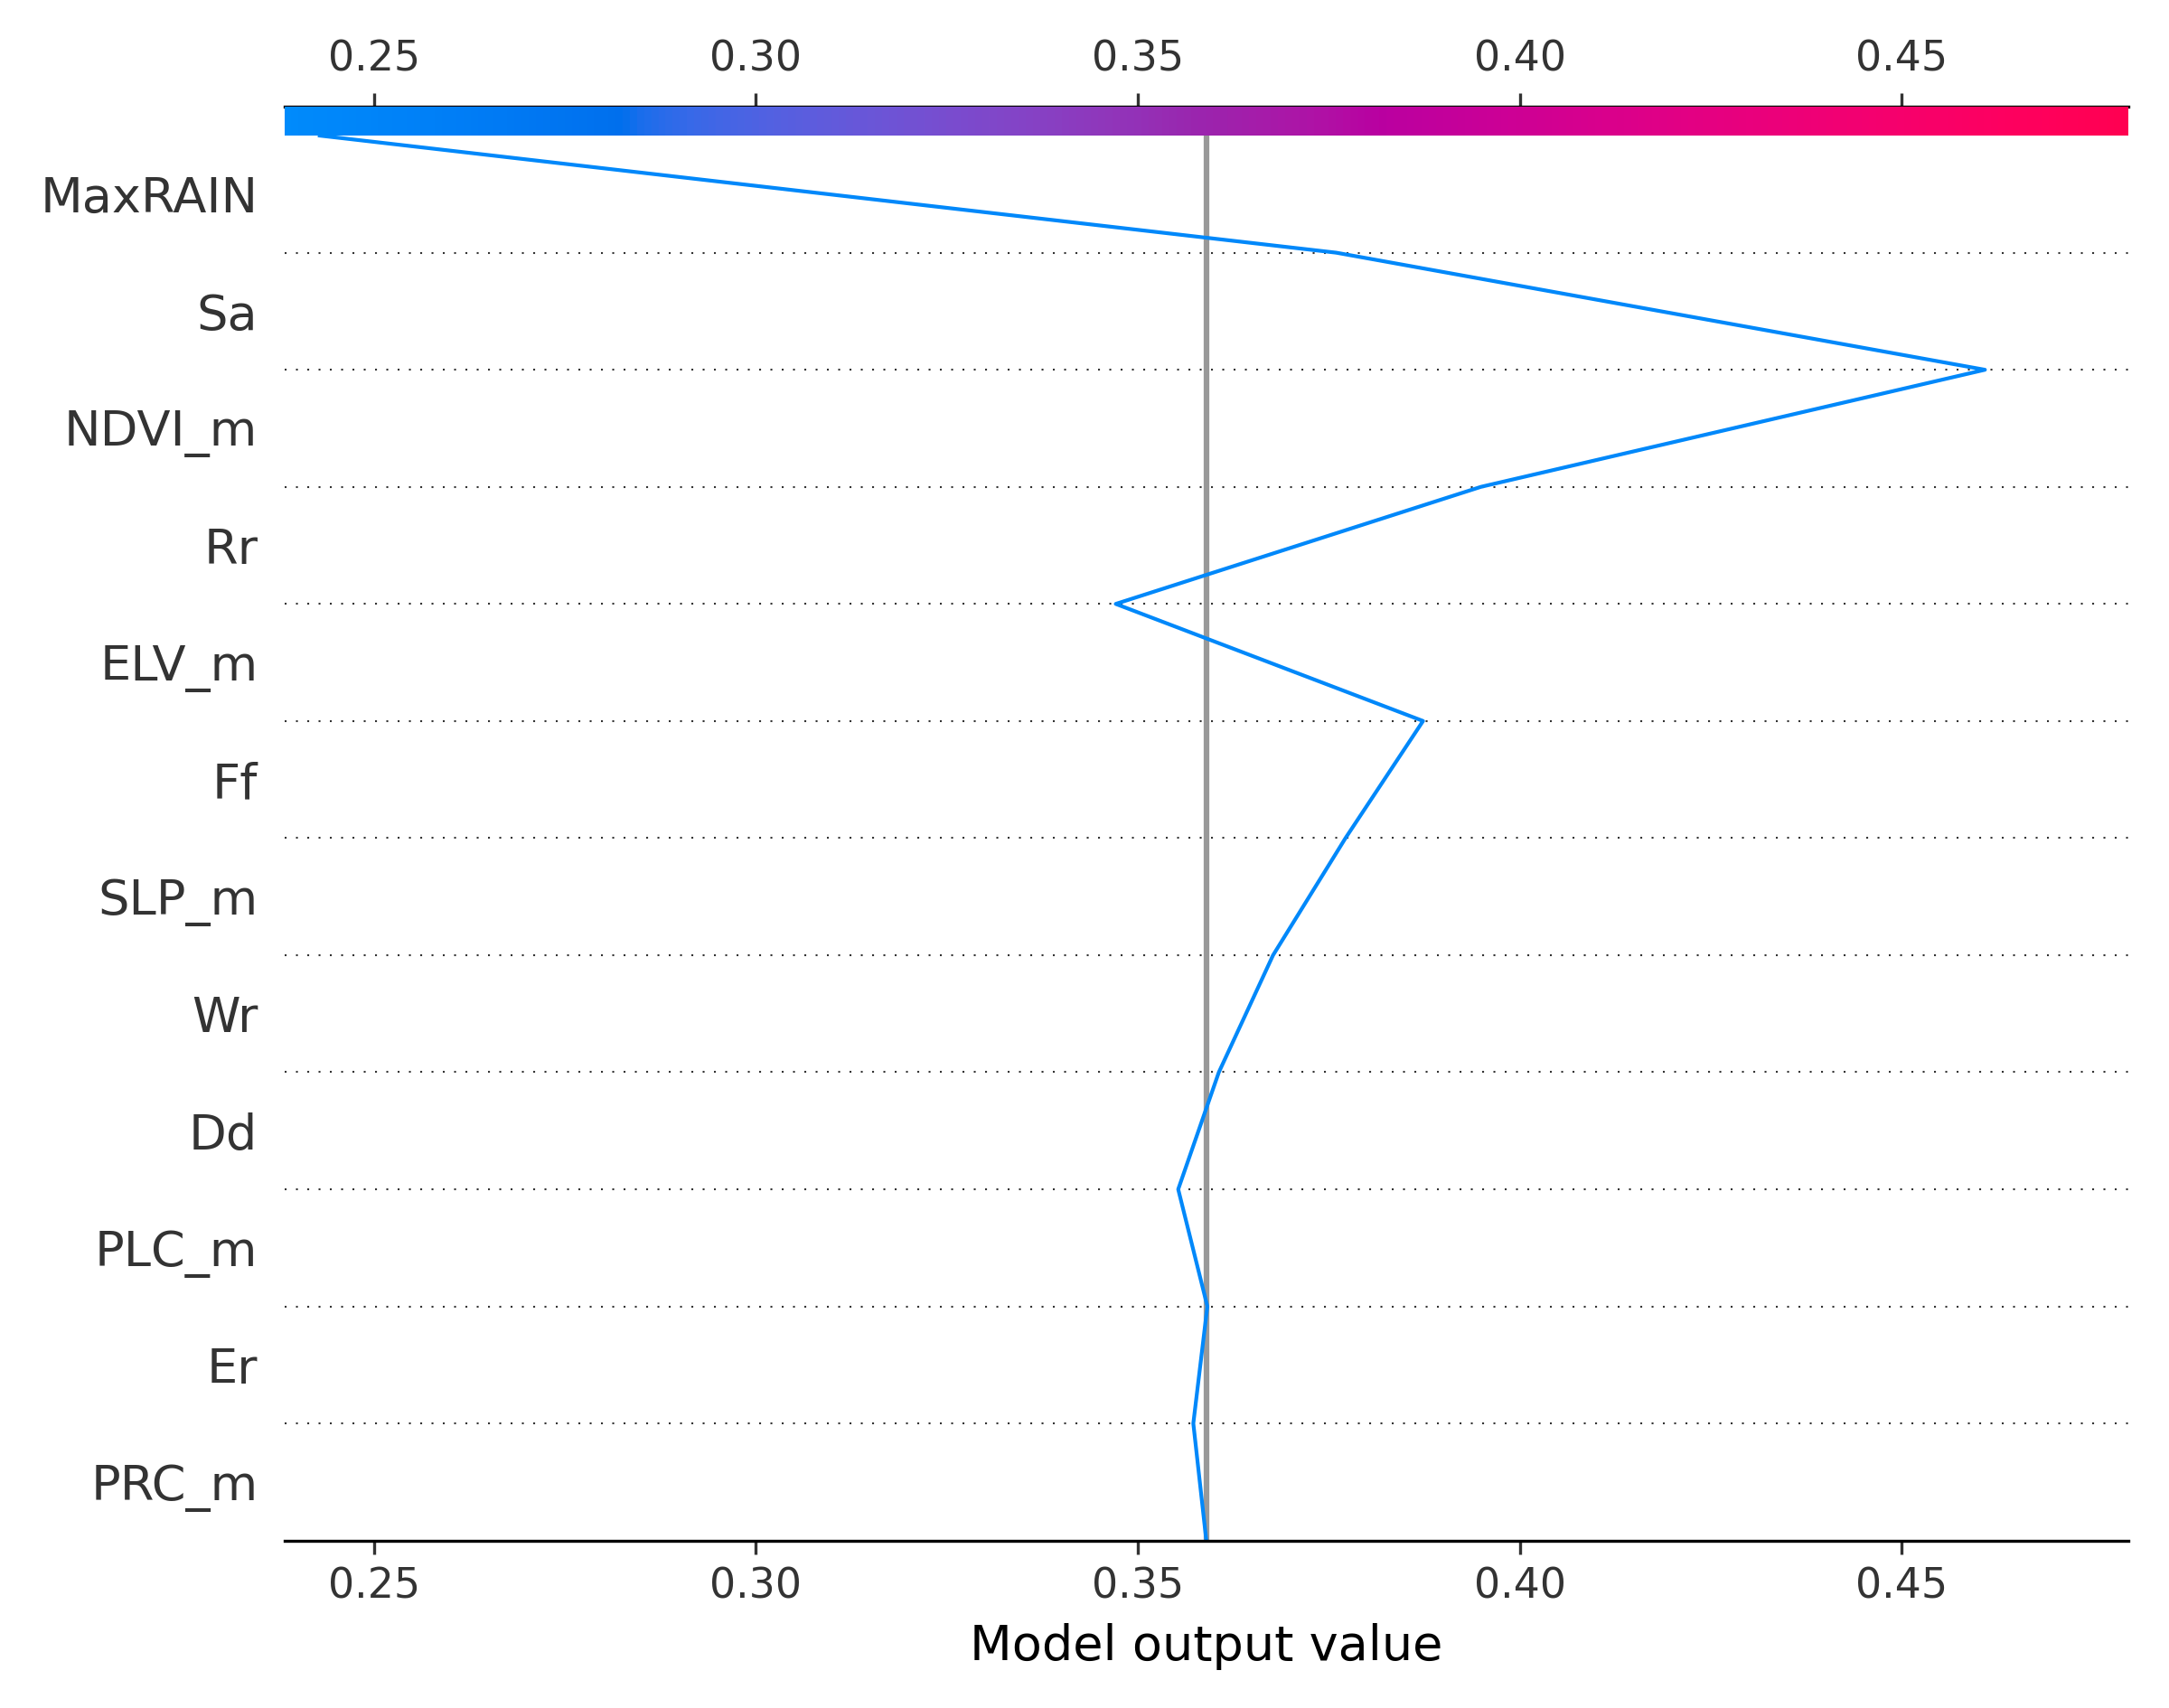 0.25 0.30 0.35 0.40 0.45
MaxRAIN
Sa
NDVI_m
Rr
ELV_m
Ff
SLP_m
Wr
Dd
PLC_m
Er
PRC_m
0.25 0.30 0.35 0.40 0.45
Model output value